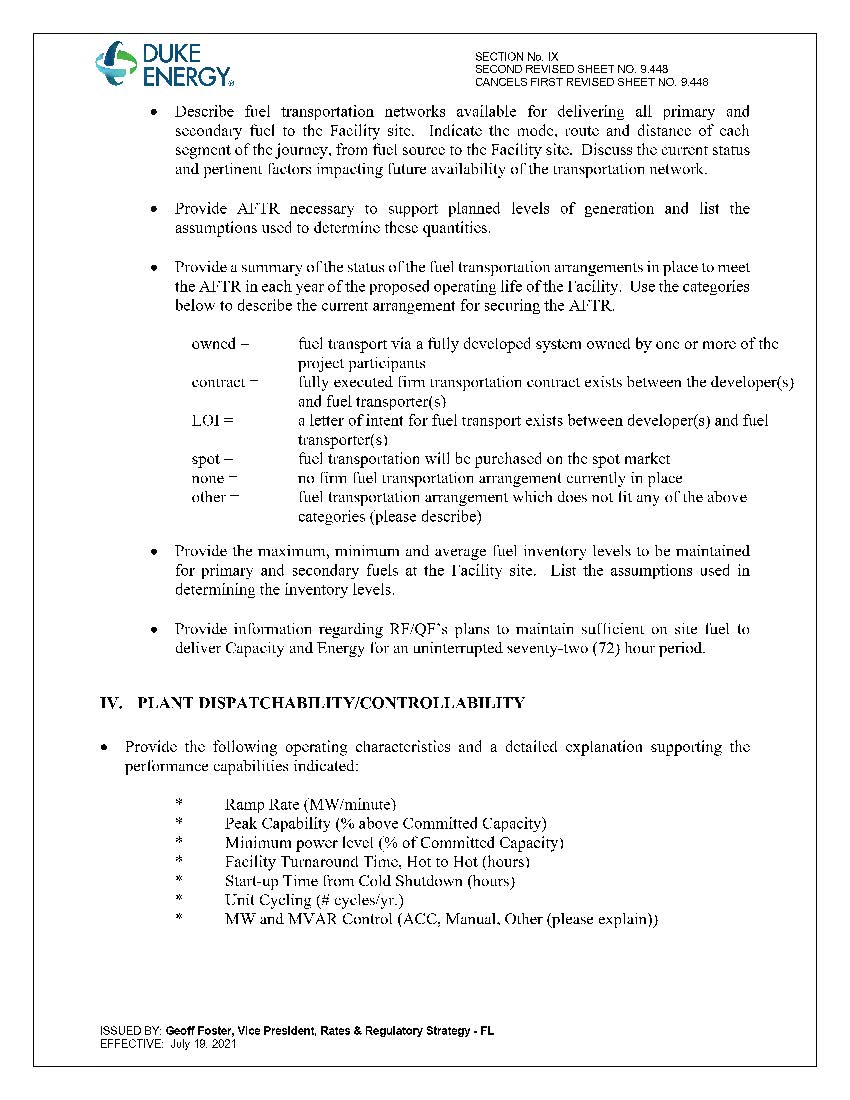 DUKE
ENERGY®
SECTION No. IX
SECOND REVISED SHEET NO. 9.448
CANCELS FIRST REVISED SHEET NO. 9.448
• Describe fuel transportation networks available for delivering all primary and
secondary fuel to the Facility site. Indicate the mode, route and distance of each
segment of the journey, from fuel source to the Facility site. Discuss the current status
and pertinent factors impacting future availability of the transportation network.
• Provide AFTR necessary to support planned levels of generation and list the
assumptions used to determine these quantities.
• Provide a summary of the status of the fuel transportation arrangements in place to meet
the AFTR in each year of the proposed operating life of the Facility. Use the categories
below to describe the current arrangement for securing the AFTR.
owned = fuel transport via a fully developed system owned by one or more of the
project participants
contract = fully executed firm transportation contract exists between the developer(s)
and fuel transporter(s)
LOI = a letter of intent for fuel transport exists between developer(s) and fuel
transporter(s)
spot = fuel transportation will be purchased on the spot market
none = no firm fuel transportation arrangement currently in place
other = fuel transportation arrangement which does not fit any of the above
categories (please describe)
• Provide the maximum, minimum and average fuel inventory levels to be maintained
for primary and secondary fuels at the Facility site. List the assumptions used in
determining the inventory levels.
• Provide information regarding RF/QF's plans to maintain sufficient on site fuel to
deliver Capacity and Energy for an uninterrupted seventy-two (72) hour period.
IV. PLANT DISPATCHABILITY/CONTROLLABILITY
• Provide the following operating characteristics and a detailed explanation supporting the
performance capabilities indicated:
* Ramp Rate (MW/minute)
* Peak Capability (% above Committed Capacity)
* Minimum power level (% of Committed Capacity)
* Facility Turnaround Time, Hot to Hot (hours)
* Start-up Time from Cold Shutdown (hours)
* Unit Cycling (# cycles/yr.)
* MW and MVAR Control (ACC, Manual, Other (please explain))
ISSUED BY: Geoff Foster, Vice President, Rates & Regulatory Strategy - FL
EFFECTIVE: July 19, 2021